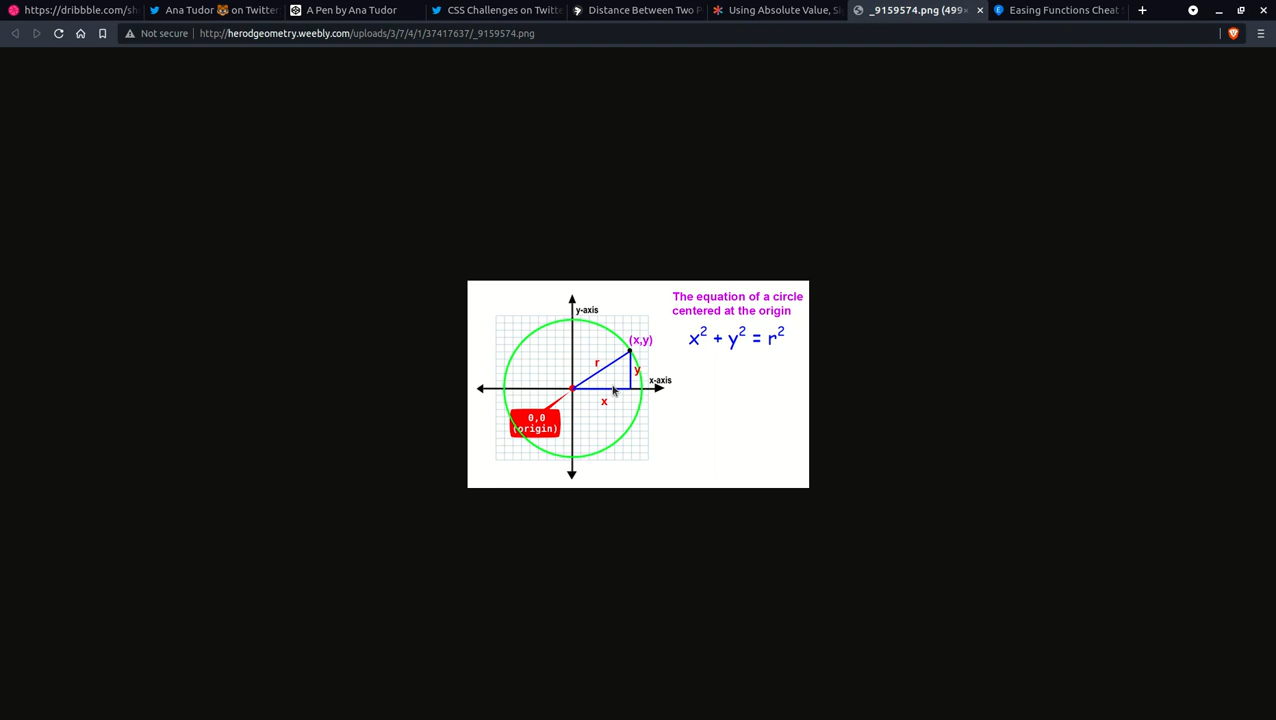 https://dribbble.com/sh
Ana Tudor 🐯 on Twitter
A Pen by Ana Tudor
CSS Challenges on Twitte
Distance Between Two P
Using Absolute Value, Si
_9159574.png (499×
Easing Functions Cheat S
Not secure
http://herodgeometry.weebly.com/uploads/3/7/4/1/37417637/_9159574.png
The equation of a circle
centered at the origin
x² + y² = r²
y-axis
(x,y)
r
y
x-axis
x
0,0
(origin)